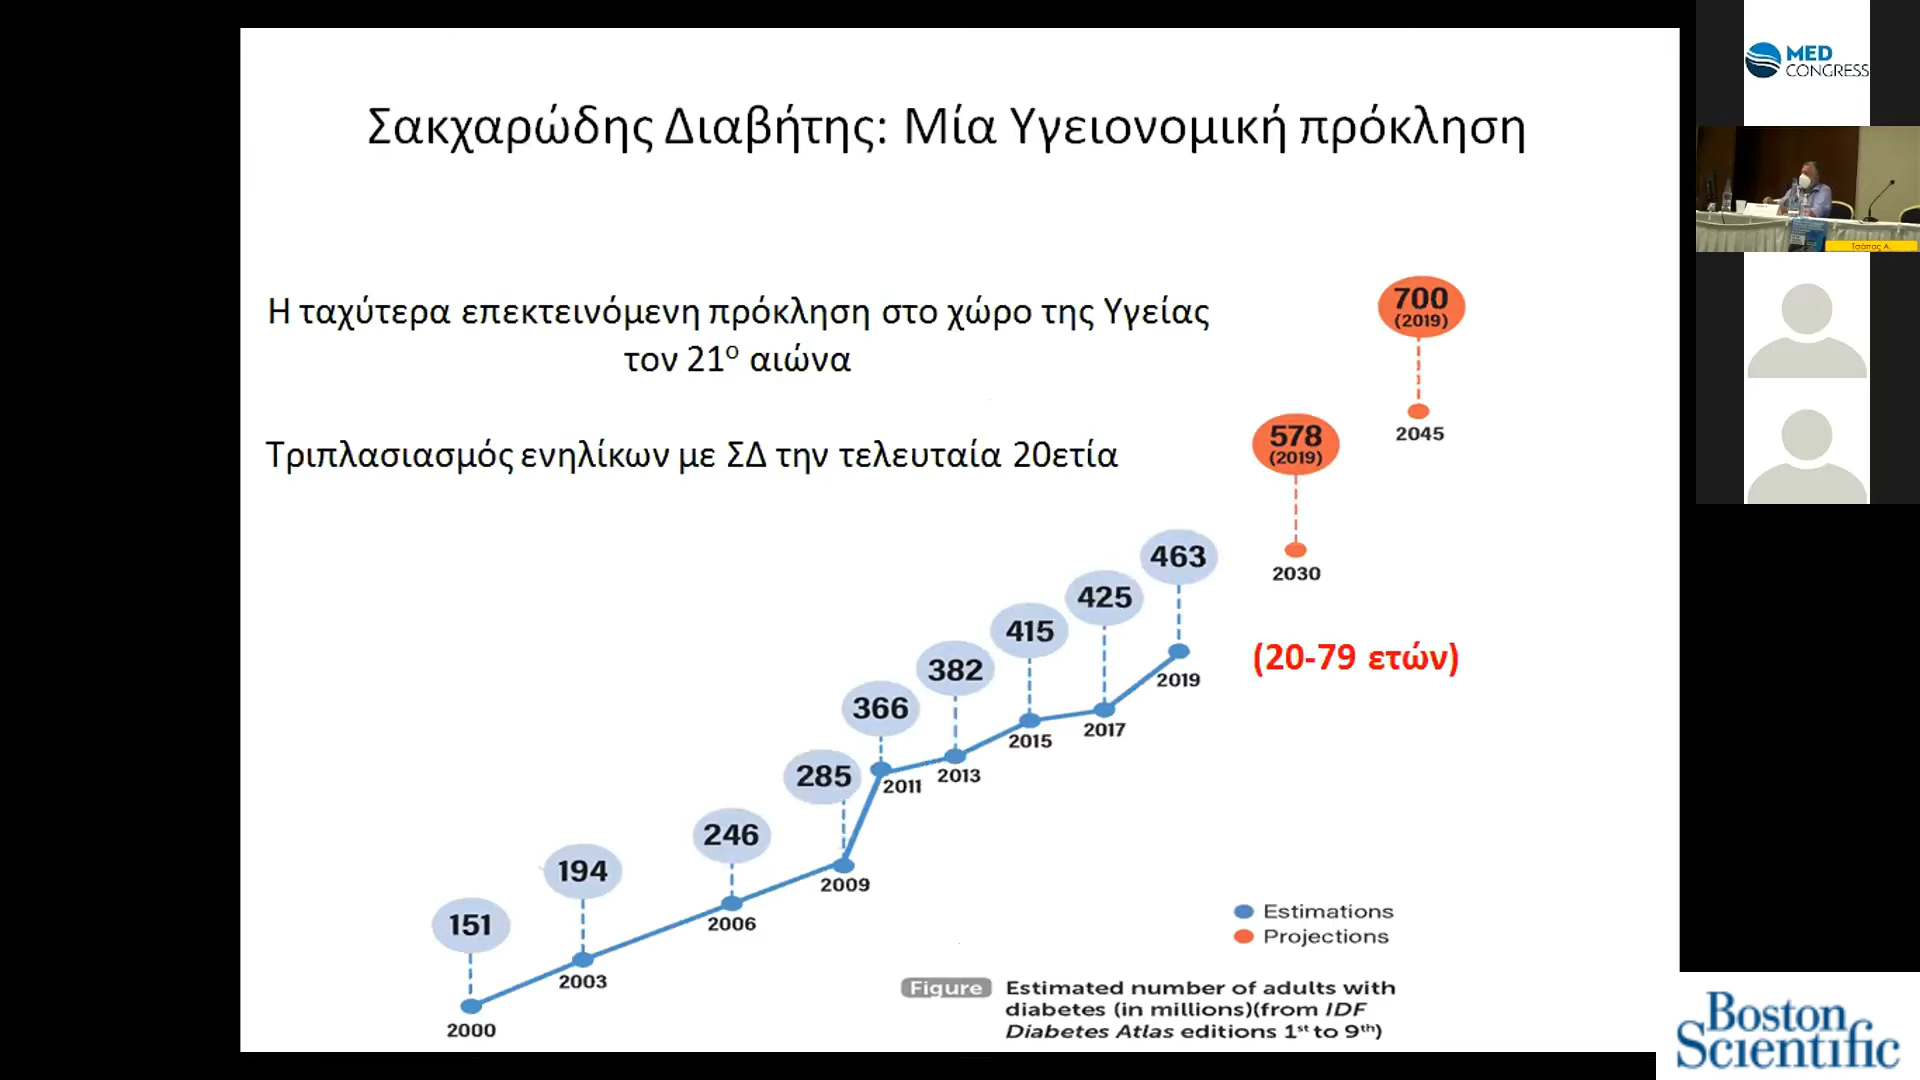 Σακχαρώδης Διαβήτης: Μία Υγειονομική πρόκληση
Η ταχύτερα επεκτεινόμενη πρόκληση στο χώρο της Υγείας
τον 21ο αιώνα
Τριπλασιασμός ενηλίκων με ΣΔ την τελευταία 20ετία
700
(2019)
2045
578
(2019)
2030
463
2019
425
2017
415
2015
382
2013
366
2011
285
2009
246
2006
194
2003
151
2000
(20-79 ετών)
Estimations
Projections
Figure
Estimated number of adults with
diabetes (in millions)(from IDF
Diabetes Atlas editions 1st to 9th)
MED
CONGRESS
Τσάπας Α.
Boston
Scientific